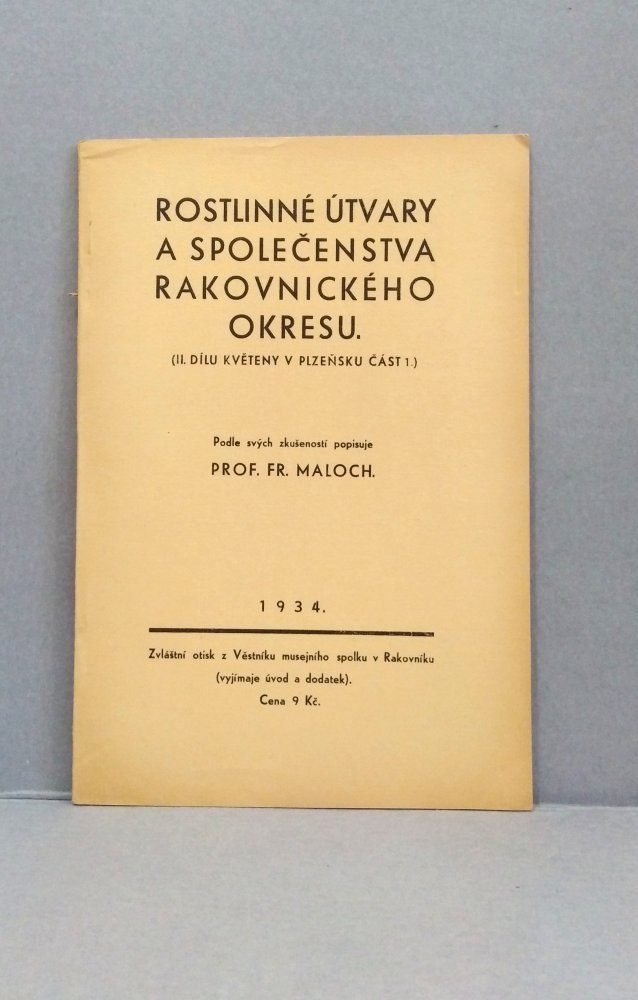 ROSTLINNÉ ÚTVARY
A SPOLEČENSTVA
RAKOVNICKÉHO
OKRESU.
(II. DÍLU KVĚTENY V PLZEŇSKU ČÁST 1.)
Podle svých zkušeností popisuje
PROF. FR. MALOCH.
1934.
Zvláštní otisk z Věstníku musejního spolku v Rakovníku
(vyjímaje úvod a dodatek).
Cena 9 Kč.